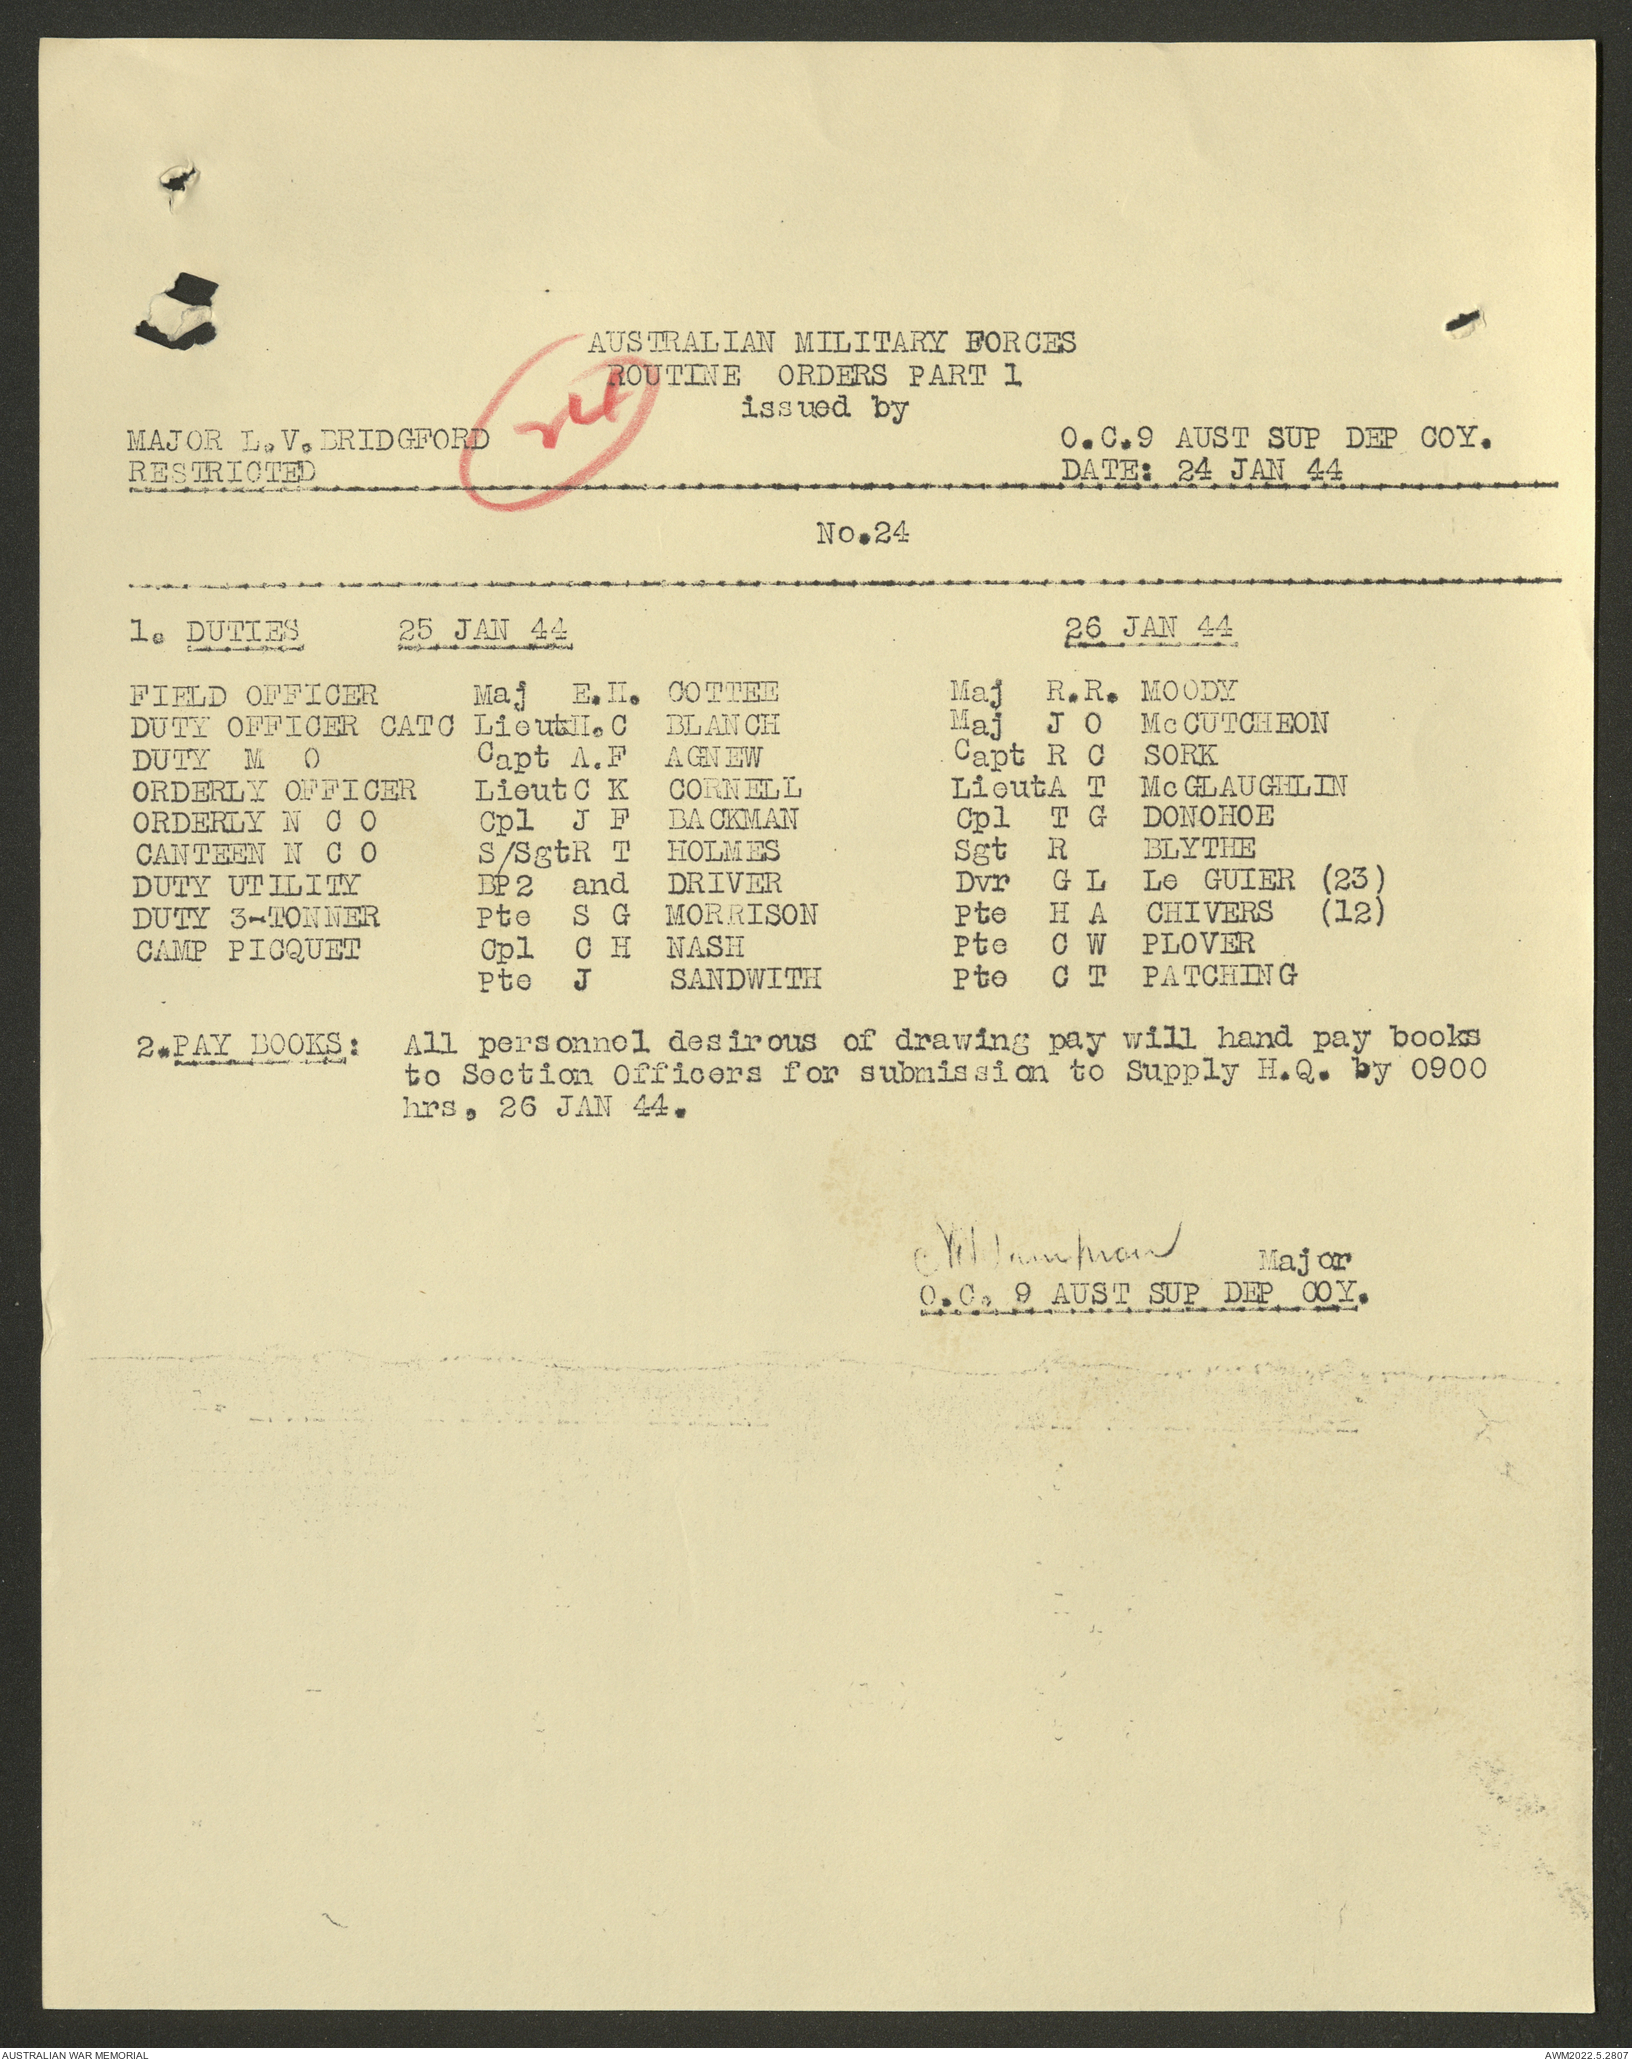 AUSTRALIAN MILITARY FORCES
ROUTINE ORDERS PART 1
issued by
MAJOR L.V.BRIDGFORD O.C.9 AUST SUP DEP COY.
RESTRICTED DATE: 24 JAN 44
No.24
1. DUTIES 25 JAN 44 26 JAN 44
FIELD OFFICER Maj E.H. COTTEE Maj R.R. MOODY
DUTY OFFICER CATC Lieut H.C BLANCH Maj J O McCUTCHEON
DUTY M O Capt A.F AGNEW Capt R C SORK
ORDERLY OFFICER Lieut C K CORNELL Lieut A T McGLAUGHLIN
ORDERLY N C O Cpl J F BACKMAN Cpl T G DONOHOE
CANTEEN N C O S/Sgt R T HOLMES Sgt R BLYTHE
DUTY UTILITY BP2 and DRIVER Dvr G L Le GUIER (23)
DUTY 3-TONNER Pte S G MORRISON Pte H A CHIVERS (12)
CAMP PICQUET Cpl C H NASH Pte C W PLOVER
Pte J SANDWITH Pte C T PATCHING
2.PAY BOOKS: All personnel desirous of drawing pay will hand pay books
to Section Officers for submission to Supply H.Q. by 0900
hrs, 26 JAN 44.
Major
O.C. 9 AUST SUP DEP COY.
AUSTRALIAN WAR MEMORIAL AWM2022.5.2807